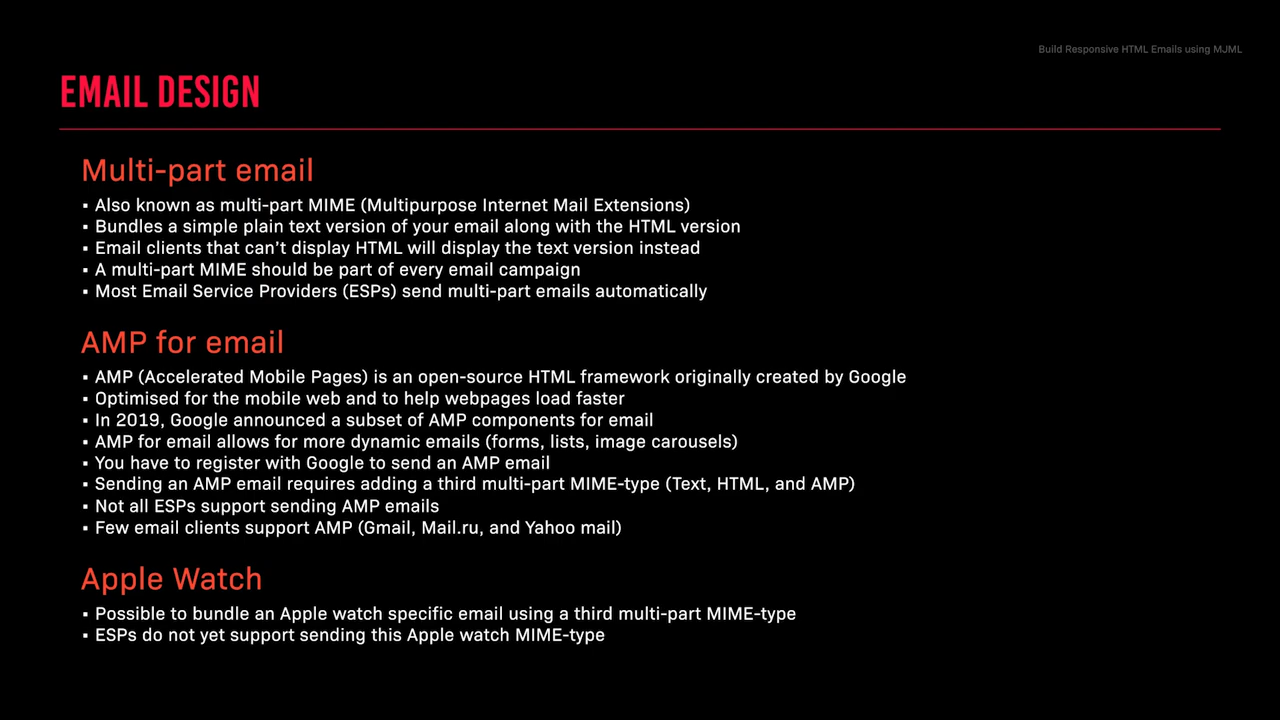 Build Responsive HTML Emails using MJML
EMAIL DESIGN
Multi-part email
▪ Also known as multi-part MIME (Multipurpose Internet Mail Extensions)
▪ Bundles a simple plain text version of your email along with the HTML version
▪ Email clients that can’t display HTML will display the text version instead
▪ A multi-part MIME should be part of every email campaign
▪ Most Email Service Providers (ESPs) send multi-part emails automatically
AMP for email
▪ AMP (Accelerated Mobile Pages) is an open-source HTML framework originally created by Google
▪ Optimised for the mobile web and to help webpages load faster
▪ In 2019, Google announced a subset of AMP components for email
▪ AMP for email allows for more dynamic emails (forms, lists, image carousels)
▪ You have to register with Google to send an AMP email
▪ Sending an AMP email requires adding a third multi-part MIME-type (Text, HTML, and AMP)
▪ Not all ESPs support sending AMP emails
▪ Few email clients support AMP (Gmail, Mail.ru, and Yahoo mail)
Apple Watch
▪ Possible to bundle an Apple watch specific email using a third multi-part MIME-type
▪ ESPs do not yet support sending this Apple watch MIME-type